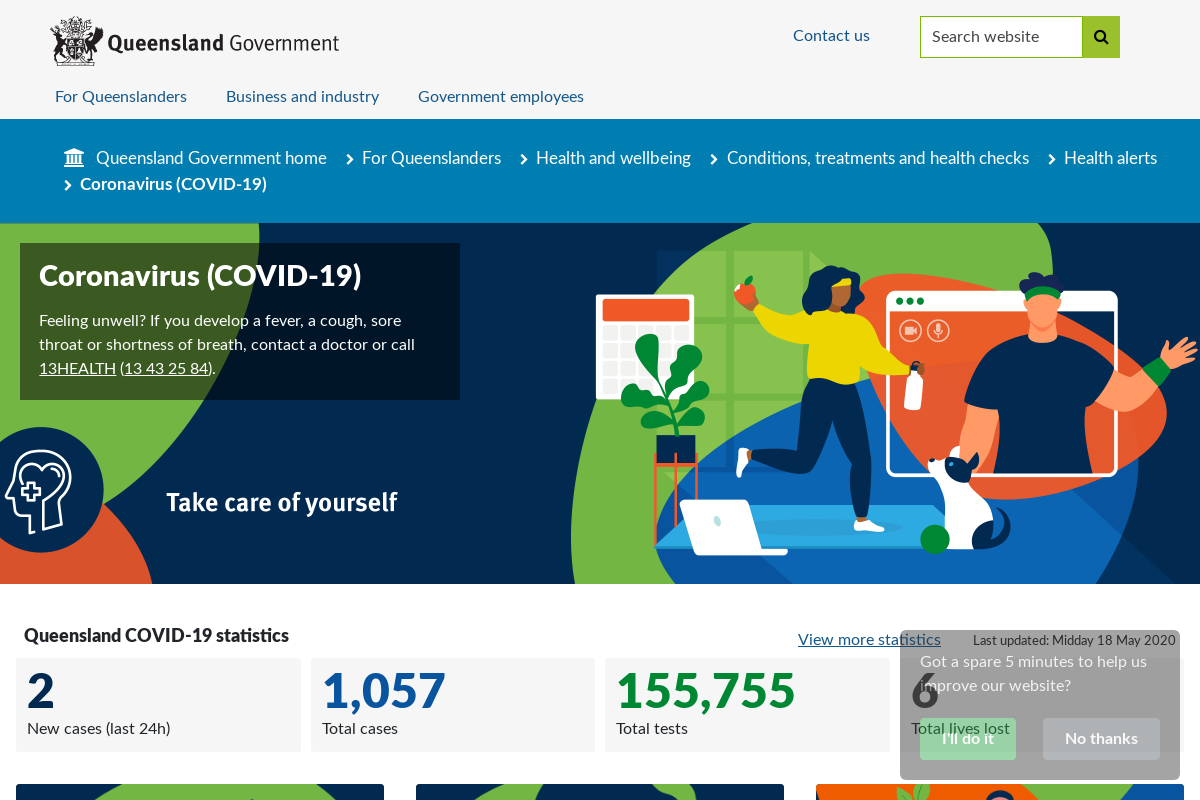 Queensland Government
Contact us
Search website
For Queenslanders
Business and industry
Government employees
Queensland Government home
For Queenslanders
Health and wellbeing
Conditions, treatments and health checks
Health alerts
Coronavirus (COVID-19)
Coronavirus (COVID-19)
Feeling unwell? If you develop a fever, a cough, sore
throat or shortness of breath, contact a doctor or call
13HEALTH (13 43 25 84).
Take care of yourself
Queensland COVID-19 statistics
View more statistics
Last updated: Midday 18 May 2020
2
New cases (last 24h)
1,057
Total cases
155,755
Total tests
6
Total lives lost
Got a spare 5 minutes to help us
improve our website?
I'll do it
No thanks